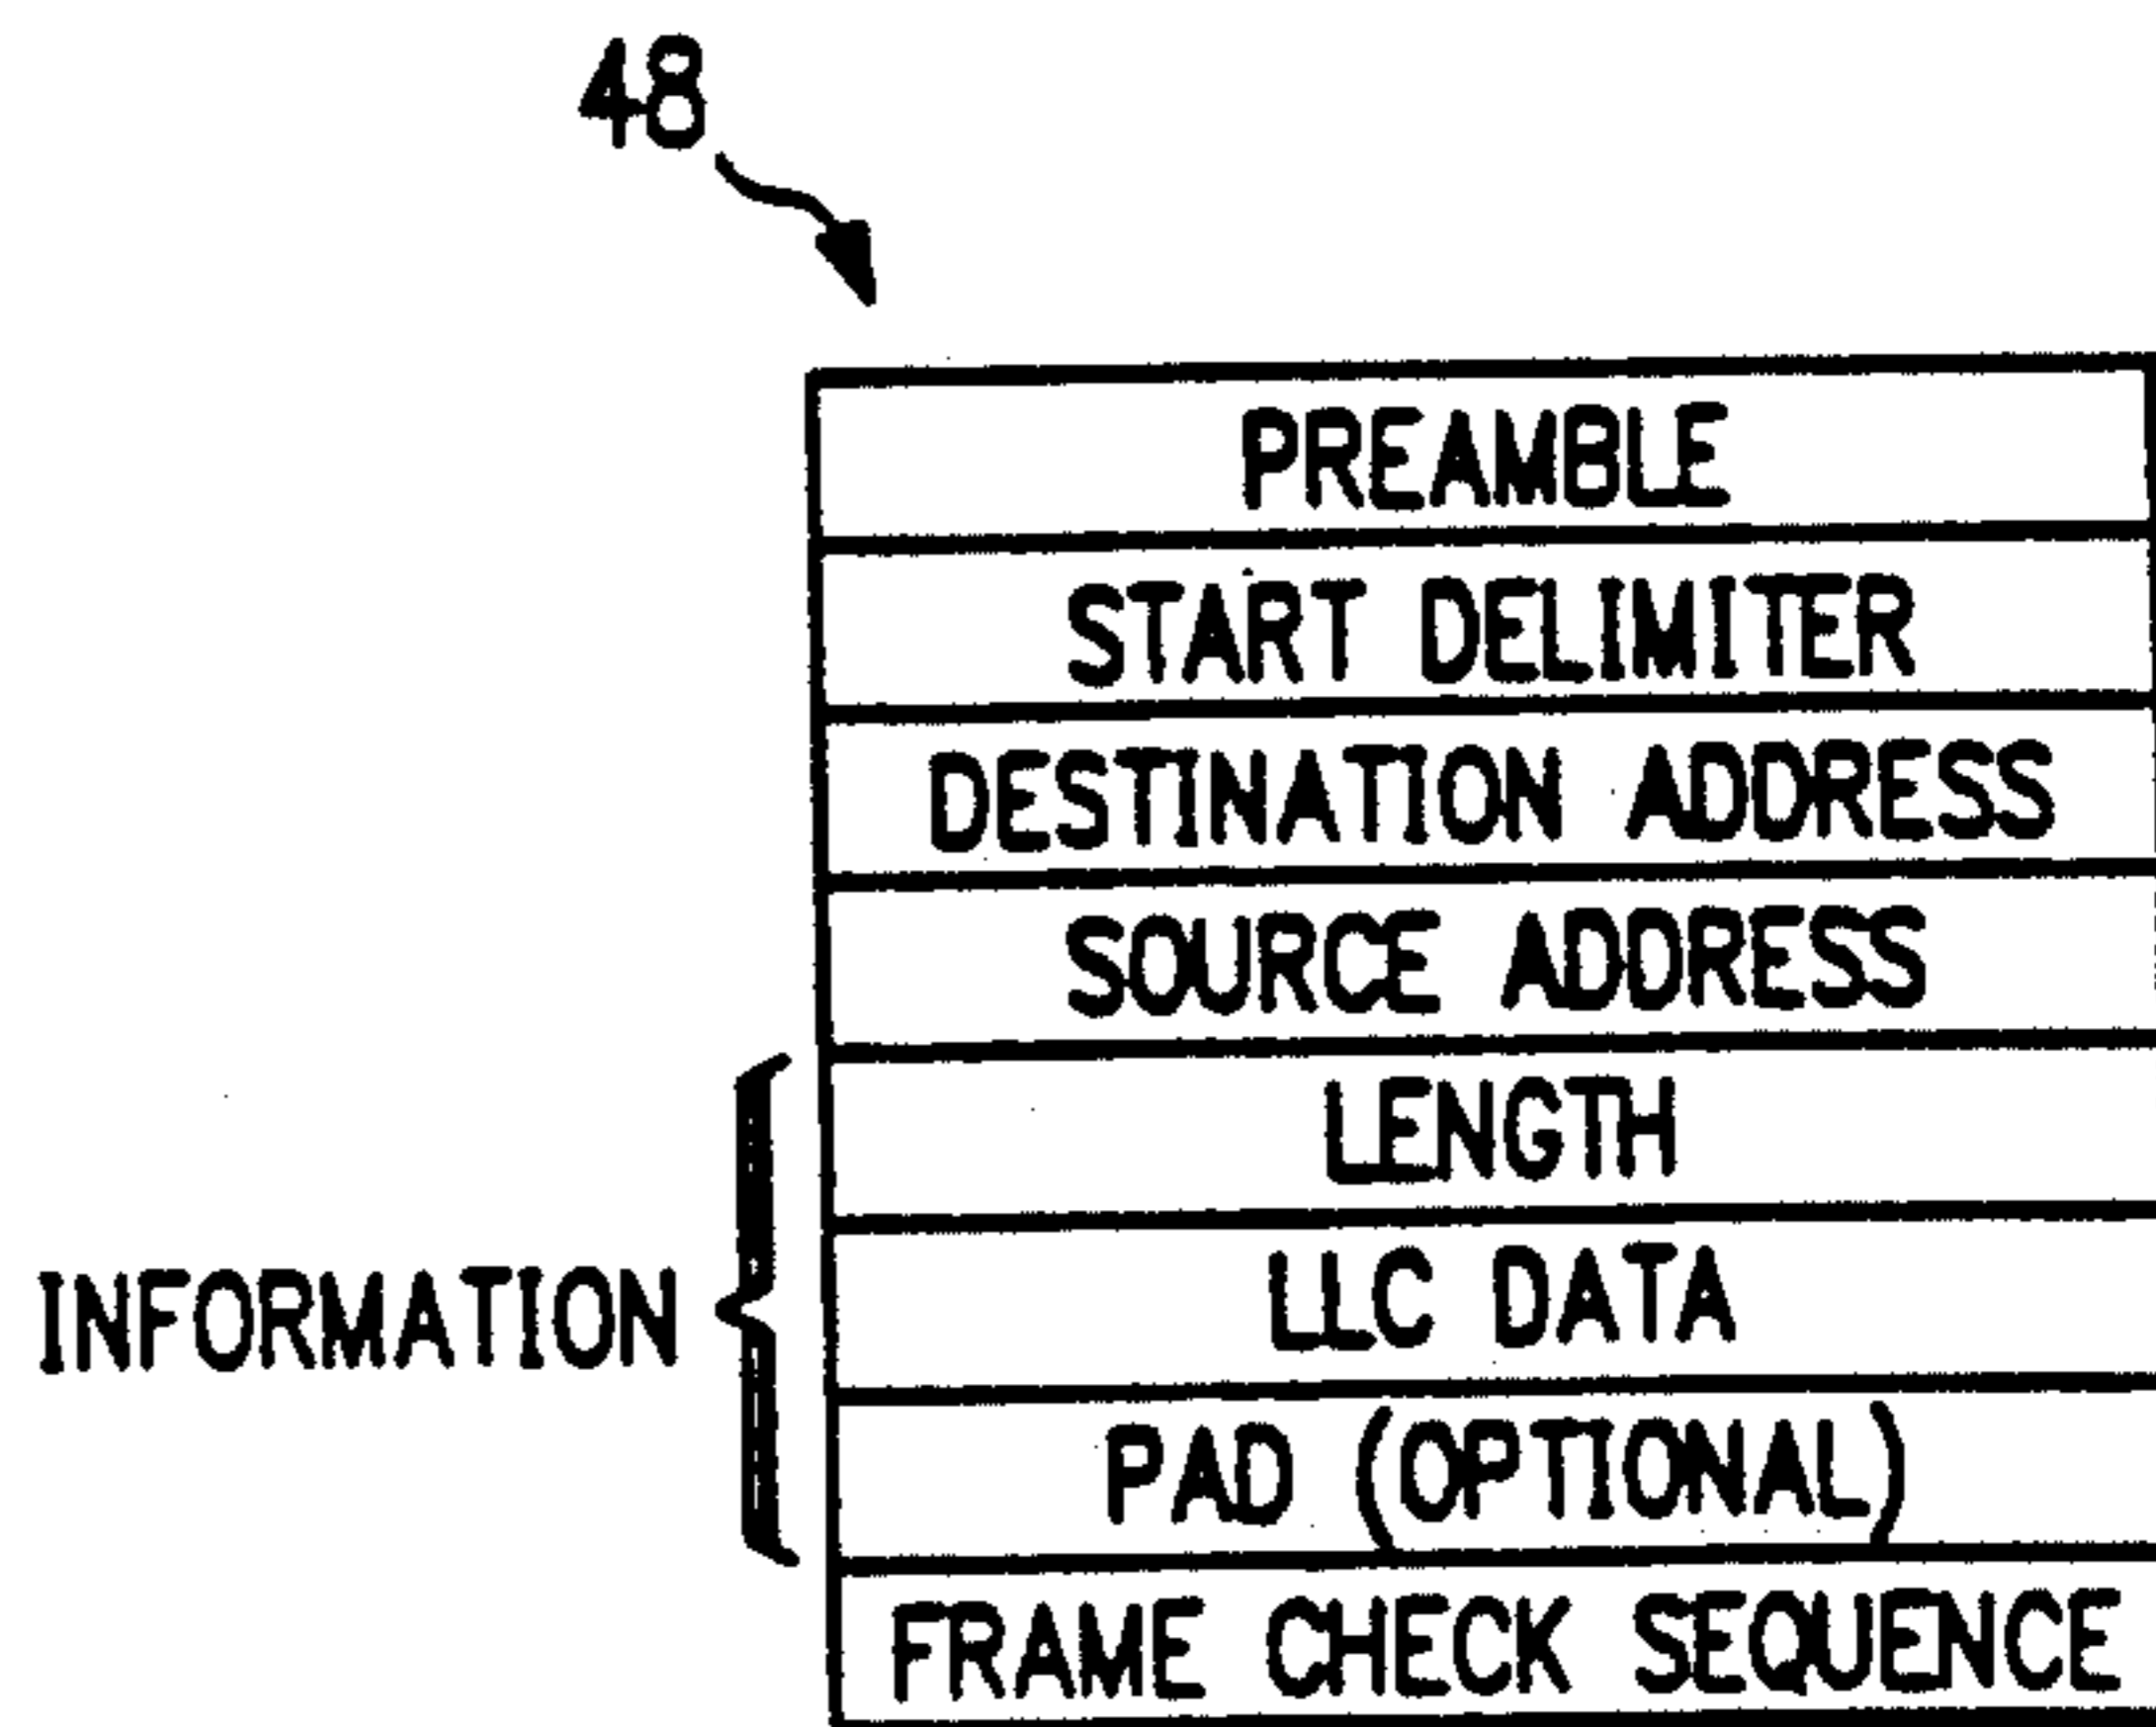 48
PREAMBLE
START DELIMITER
DESTINATION ADDRESS
SOURCE ADDRESS
LENGTH
INFORMATION
LLC DATA
PAD (OPTIONAL)
FRAME CHECK SEQUENCE